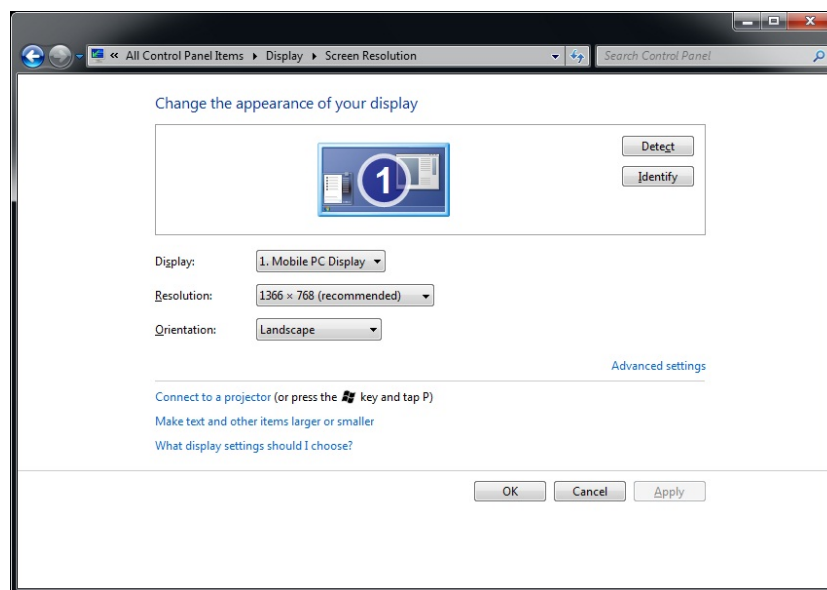 « All Control Panel Items ▸ Display ▸ Screen Resolution Search Control Panel
Change the appearance of your display
1
Detect
Identify
Display: 1. Mobile PC Display
Resolution: 1366 × 768 (recommended)
Orientation: Landscape
Advanced settings
Connect to a projector (or press the key and tap P)
Make text and other items larger or smaller
What display settings should I choose?
OK Cancel Apply